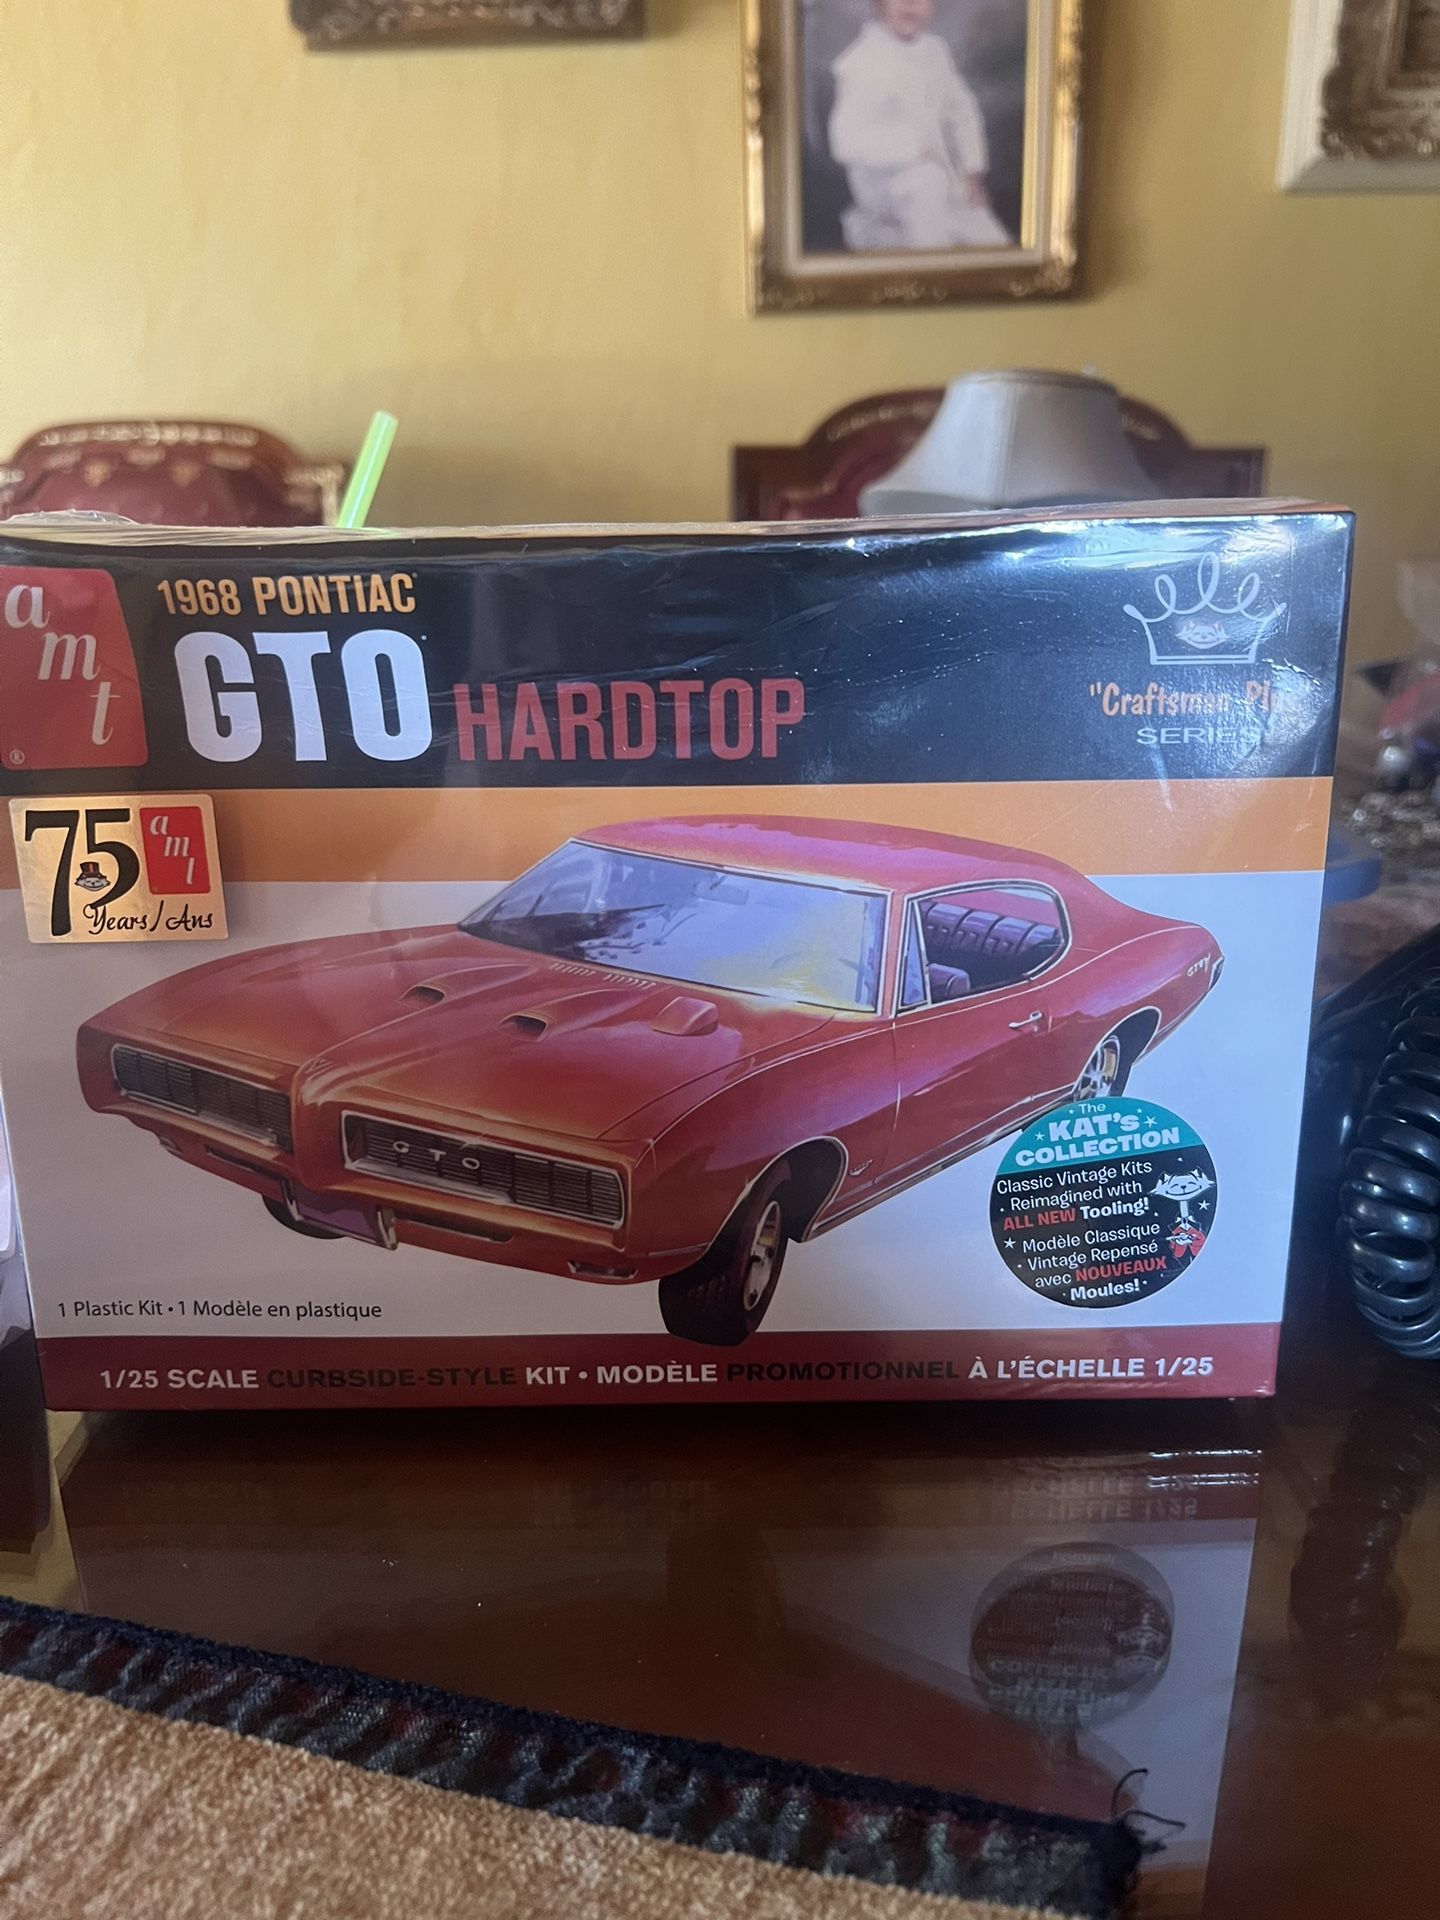 amt
®
1968 PONTIAC
GTO HARDTOP
"Craftsman Plus"
SERIES
75
amt
Years/Ans
GTO
GTO
The
KAT's
COLLECTION
Classic Vintage Kits
Reimagined with
ALL NEW Tooling!
Modèle Classique
Vintage Repensé
avec NOUVEAUX
Moules!
1 Plastic Kit • 1 Modèle en plastique
1/25 SCALE CURBSIDE-STYLE KIT • MODÈLE PROMOTIONNEL À L'ÉCHELLE 1/25